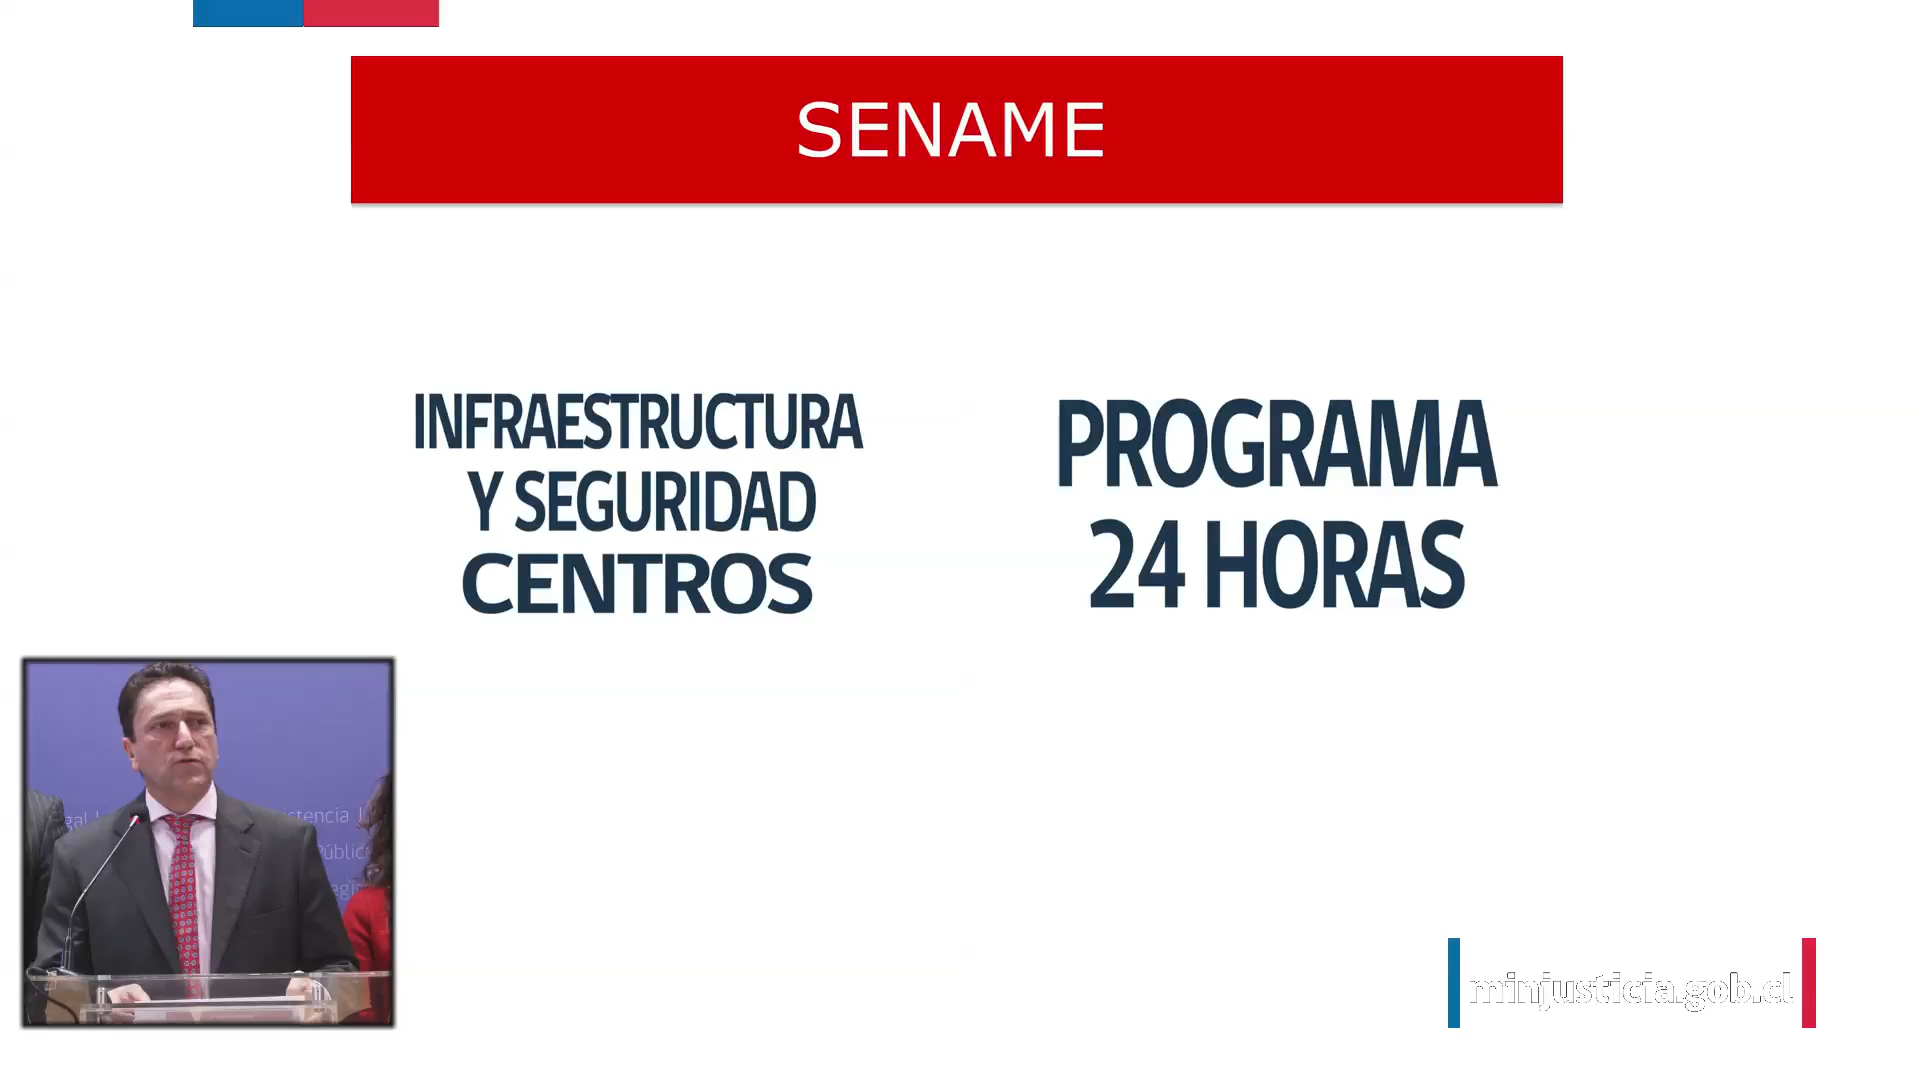 SENAME
INFRAESTRUCTURA
Y SEGURIDAD
CENTROS
PROGRAMA
24 HORAS
minjusticia.gob.cl